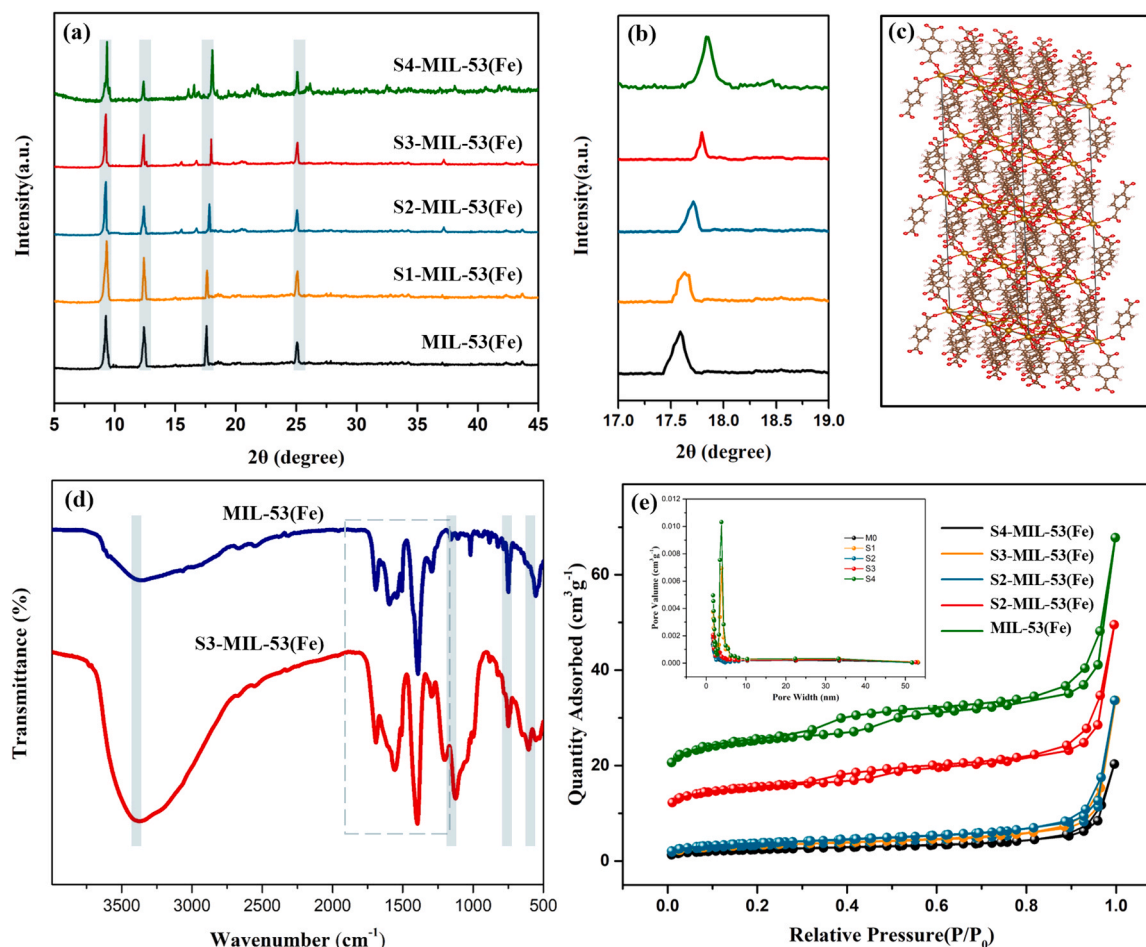 (a)
S4-MIL-53(Fe)
S3-MIL-53(Fe)
S2-MIL-53(Fe)
S1-MIL-53(Fe)
MIL-53(Fe)
Intensity(a.u.)
5 10 15 20 25 30 35 40 45
2θ (degree)
(b)
Intensity(a.u.)
17.0 17.5 18.0 18.5 19.0
2θ (degree)
(c)
(d)
MIL-53(Fe)
S3-MIL-53(Fe)
Transmittance (%)
3500 3000 2500 2000 1500 1000 500
Wavenumber (cm-1)
(e)
S4-MIL-53(Fe)
S3-MIL-53(Fe)
S2-MIL-53(Fe)
S2-MIL-53(Fe)
MIL-53(Fe)
Quantity Adsorbed (cm3g-1)
60
40
20
0
0.0 0.2 0.4 0.6 0.8 1.0
Relative Pressure(P/P0)
Pore Valume (cm3g-1)
0.012
0.010
0.008
0.006
0.004
0.002
0.000
M0
S1
S2
S3
S4
0 10 20 30 40 50
Pore Width (nm)